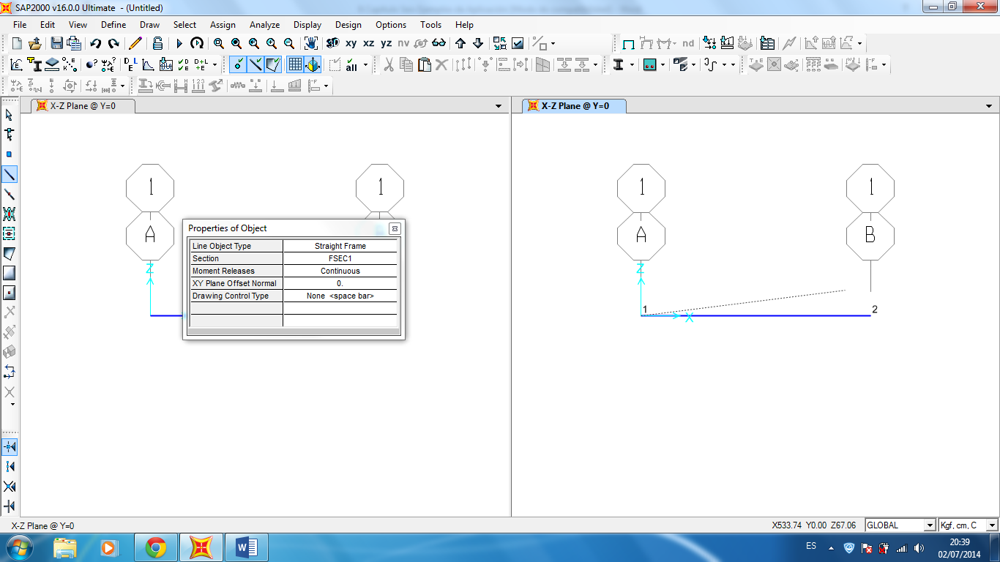 SAP2000 v16.0.0 Ultimate - (Untitled)
File Edit View Define Draw Select Assign Analyze Display Design Options Tools Help
3D xy xz yz nv
nd
all
X-Z Plane @ Y=0
X-Z Plane @ Y=0
1
1
1
1
A
A
B
Z
Z
Properties of Object
Line Object Type Straight Frame
Section FSEC1
Moment Releases Continuous
XY Plane Offset Normal 0.
Drawing Control Type None <space bar>
1
2
X
X-Z Plane @ Y=0
X533.74 Y0.00 Z67.06
GLOBAL
Kgf, cm, C
ES
20:39
02/07/2014